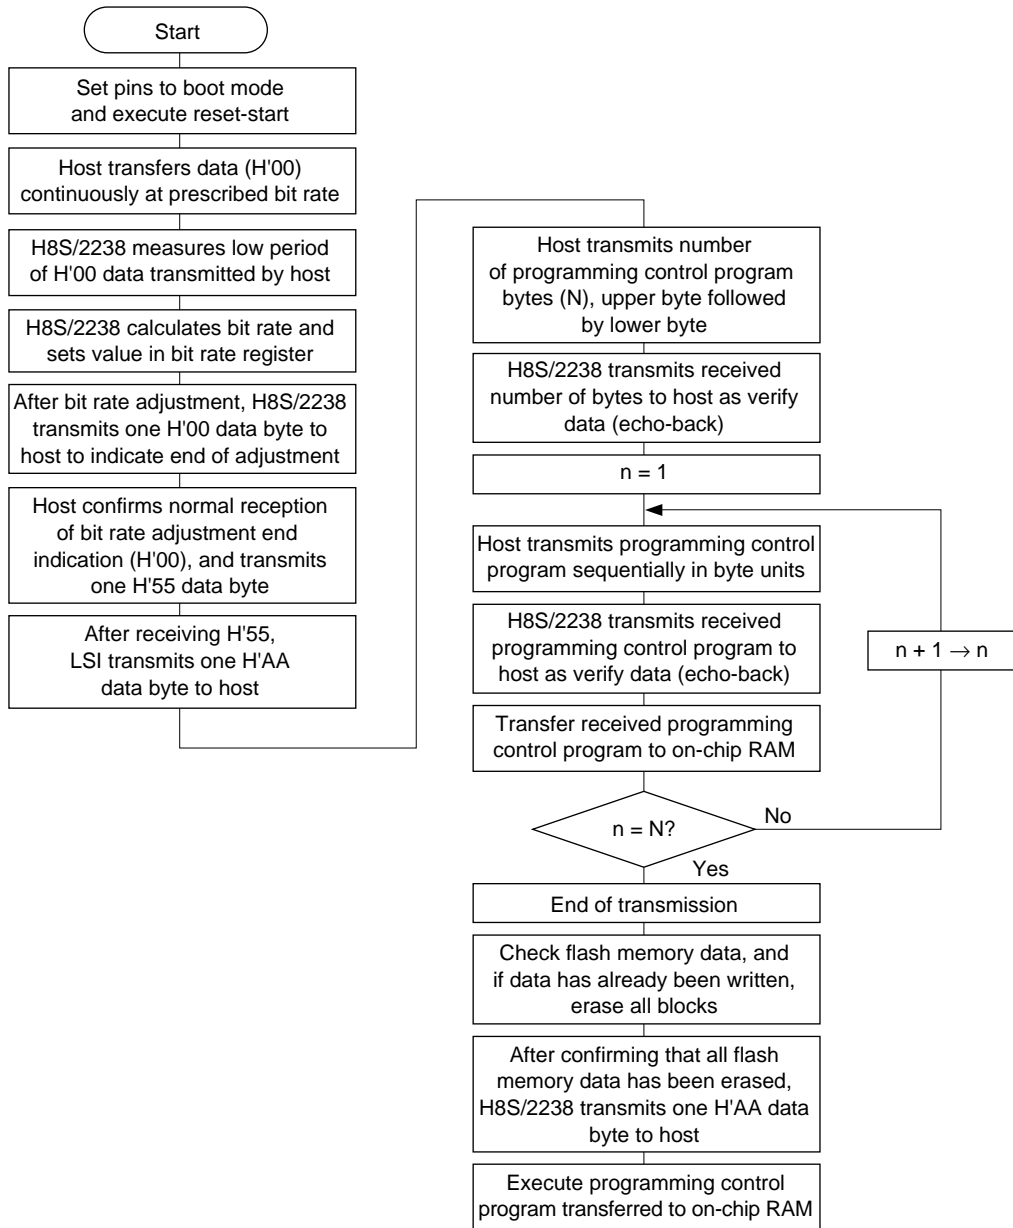 Start
Set pins to boot mode
and execute reset-start
Host transfers data (H'00)
continuously at prescribed bit rate
H8S/2238 measures low period
of H'00 data transmitted by host
H8S/2238 calculates bit rate and
sets value in bit rate register
After bit rate adjustment, H8S/2238
transmits one H'00 data byte to
host to indicate end of adjustment
Host confirms normal reception
of bit rate adjustment end
indication (H'00), and transmits
one H'55 data byte
After receiving H'55,
LSI transmits one H'AA
data byte to host
Host transmits number
of programming control program
bytes (N), upper byte followed
by lower byte
H8S/2238 transmits received
number of bytes to host as verify
data (echo-back)
n = 1
Host transmits programming control
program sequentially in byte units
H8S/2238 transmits received
programming control program to
host as verify data (echo-back)
n + 1 → n
Transfer received programming
control program to on-chip RAM
n = N?
No
Yes
End of transmission
Check flash memory data, and
if data has already been written,
erase all blocks
After confirming that all flash
memory data has been erased,
H8S/2238 transmits one H'AA data
byte to host
Execute programming control
program transferred to on-chip RAM